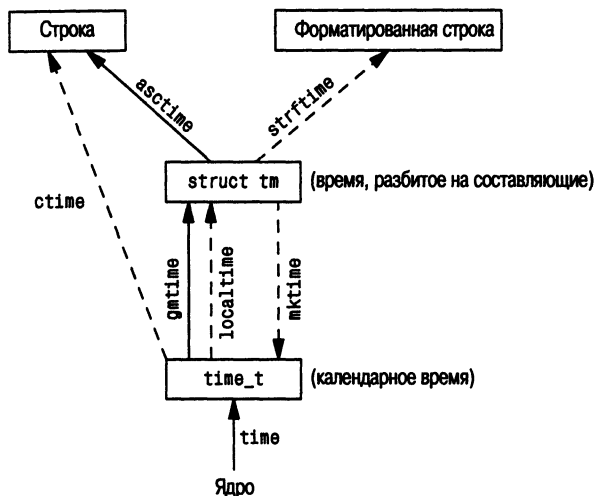 Строка
Форматированная строка
asctime
strftime
struct tm
(время, разбитое на составляющие)
ctime
gmtime
localtime
mktime
time_t
(календарное время)
time
Ядро